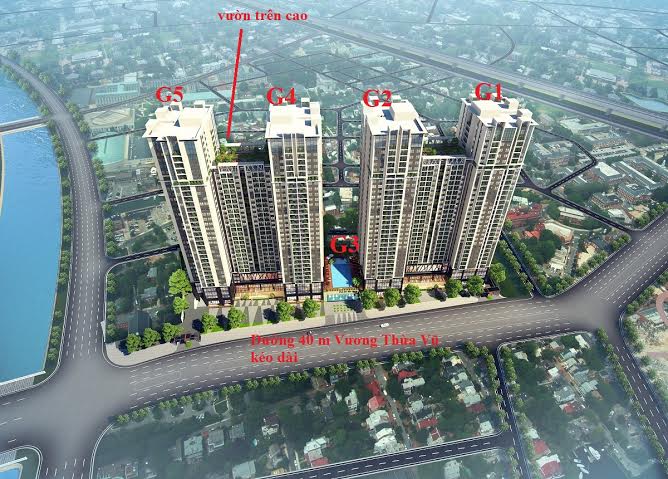 vườn trên cao
G5
G4
G2
G1
G3
Đường 40 m Vương Thừa Vũ
kéo dài